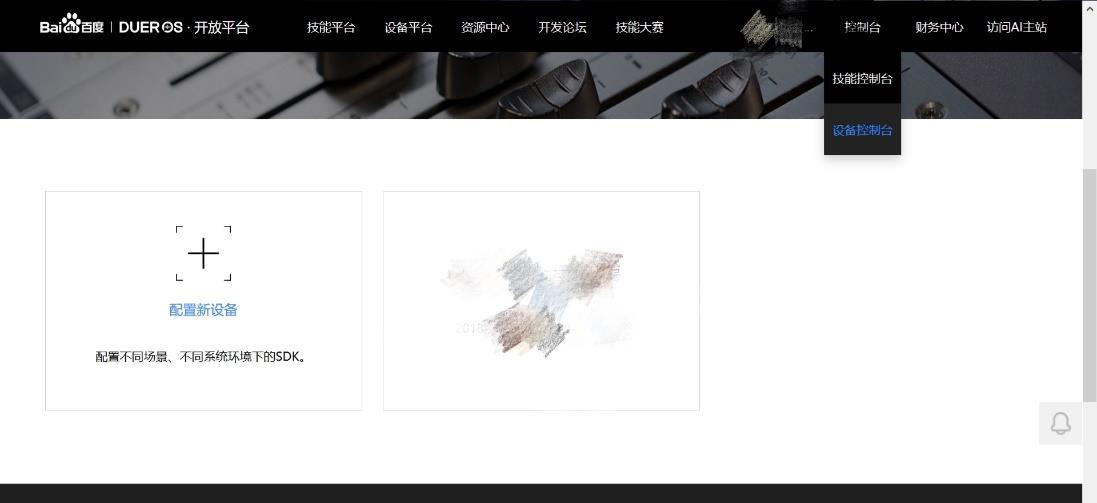 Bai百度 DUEROS·开放平台 技能平台 设备平台 资源中心 开发论坛 技能大赛 控制台 财务中心 访问AI主站
技能控制台
设备控制台
配置新设备
配置不同场景、不同系统环境下的SDK。
2018